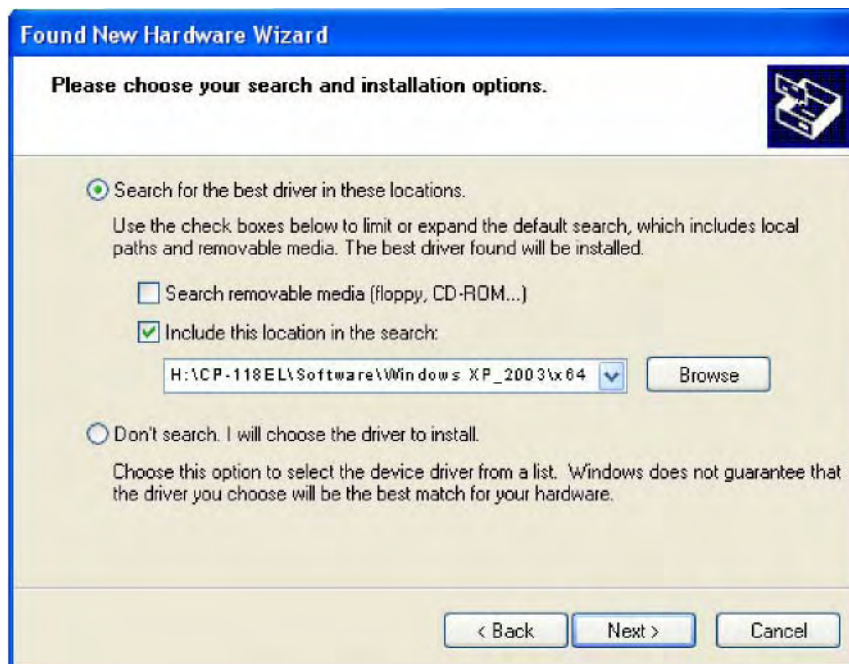 Found New Hardware Wizard
Please choose your search and installation options.
Search for the best driver in these locations.
Use the check boxes below to limit or expand the default search, which includes local
paths and removable media. The best driver found will be installed.
Search removable media (floppy, CD-ROM...)
Include this location in the search:
H:\CP-118EL\Software\Windows XP_2003\x64
Browse
Don't search. I will choose the driver to install.
Choose this option to select the device driver from a list. Windows does not guarantee that
the driver you choose will be the best match for your hardware.
< Back Next > Cancel